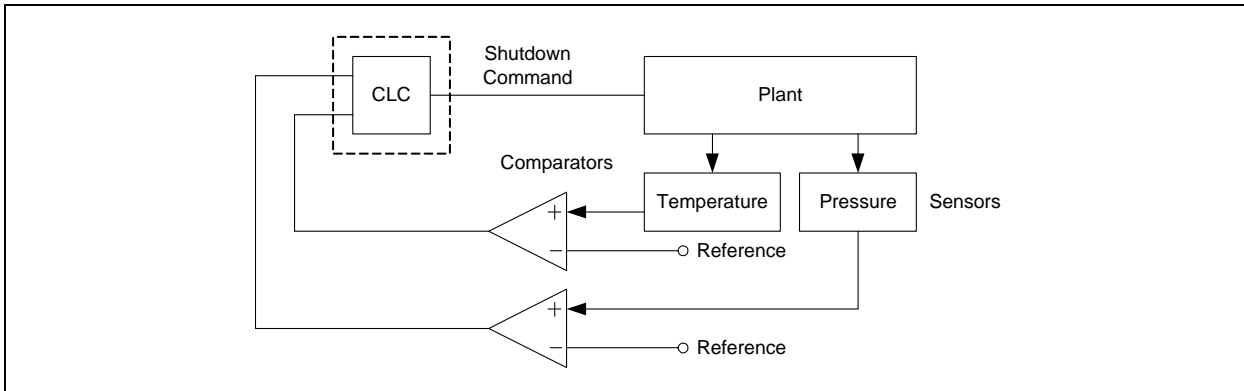 Shutdown
Command
CLC
Plant
Comparators
Temperature
Pressure
Sensors
+
−
Reference
+
−
Reference